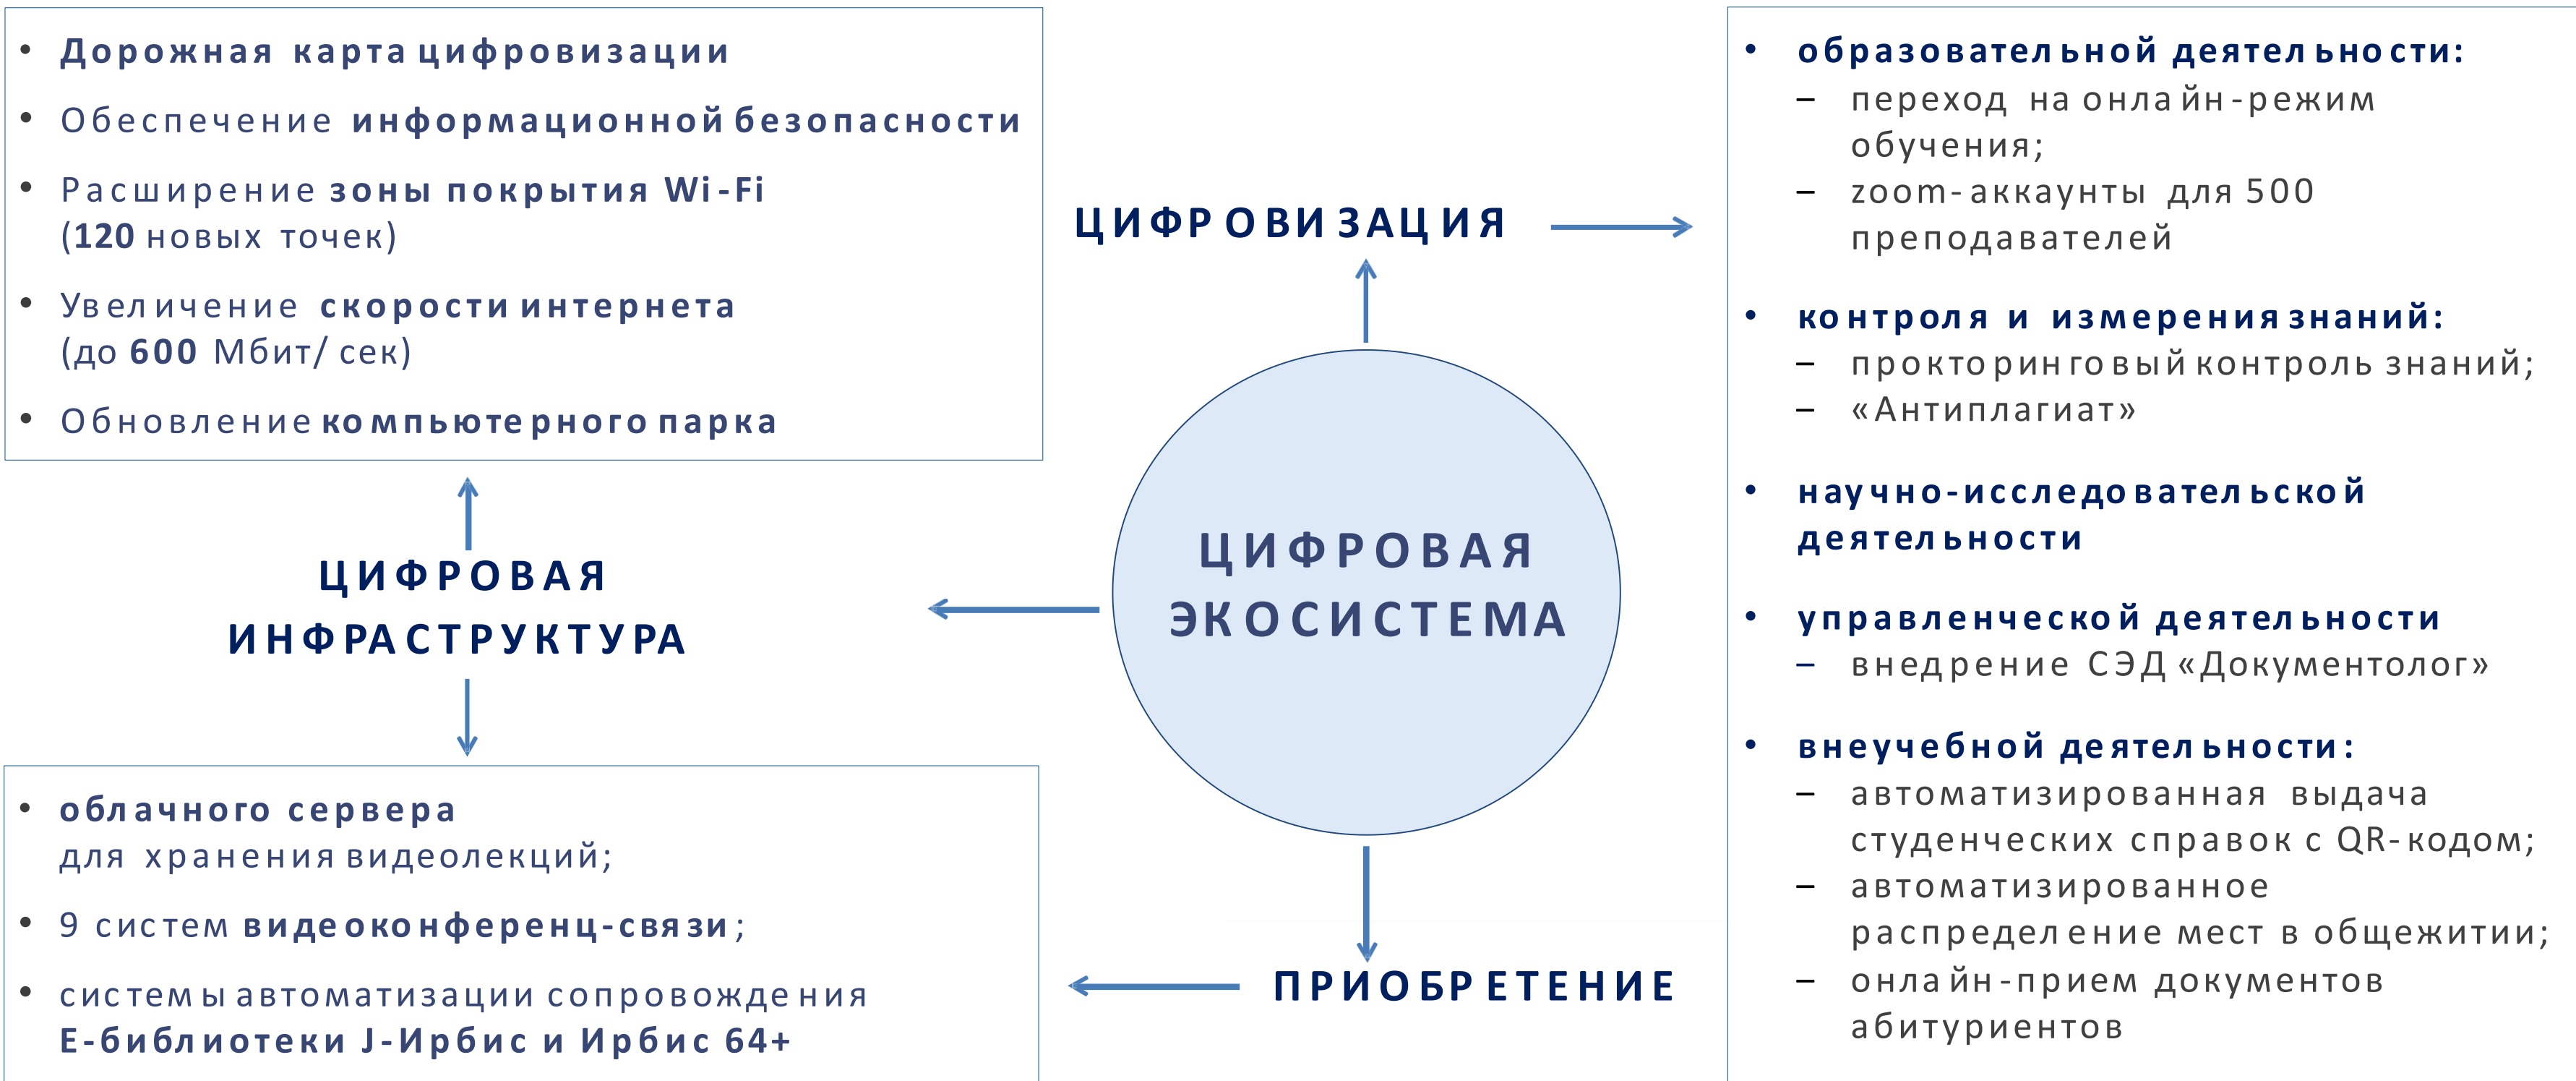 • Дорожная карта цифровизации
• Обеспечение информационной безопасности
• Расширение зоны покрытия Wi-Fi
(120 новых точек)
• Увеличение скорости интернета
(до 600 Мбит/сек)
• Обновление компьютерного парка
ЦИФРОВАЯ
ИНФРАСТРУКТУРА
• облачного сервера
для хранения видеолекций;
• 9 систем видеоконференц-связи;
• системы автоматизации сопровождения
Е-библиотеки J-Ирбис и Ирбис 64+
ЦИФРОВИЗАЦИЯ
ЦИФРОВАЯ
ЭКОСИСТЕМА
ПРИОБРЕТЕНИЕ
• образовательной деятельности:
– переход на онлайн-режим
обучения;
– zoom-аккаунты для 500
преподавателей
• контроля и измерения знаний:
– прокторинговый контроль знаний;
– «Антиплагиат»
• научно-исследовательской
деятельности
• управленческой деятельности
– внедрение СЭД «Документолог»
• внеучебной деятельности:
– автоматизированная выдача
студенческих справок с QR-кодом;
– автоматизированное
распределение мест в общежитии;
– онлайн-прием документов
абитуриентов